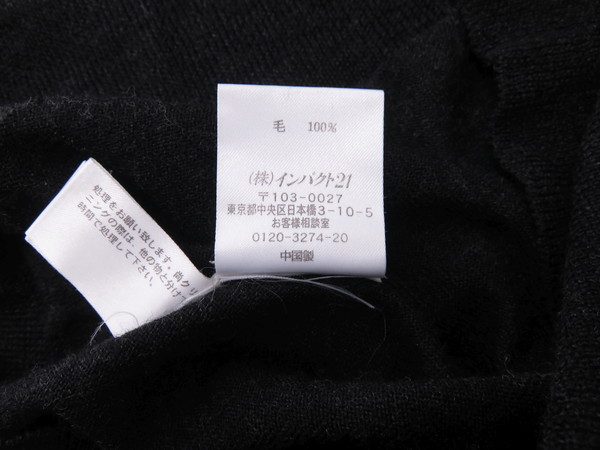 毛 100%
(株)インパクト21
〒103-0027
東京都中央区日本橋3-10-5
お客様相談室
0120-3274-20
中国製
処理をお願い致します。尚クリ
ニングの際は、他の物と分けて
時間で処理して下さい。